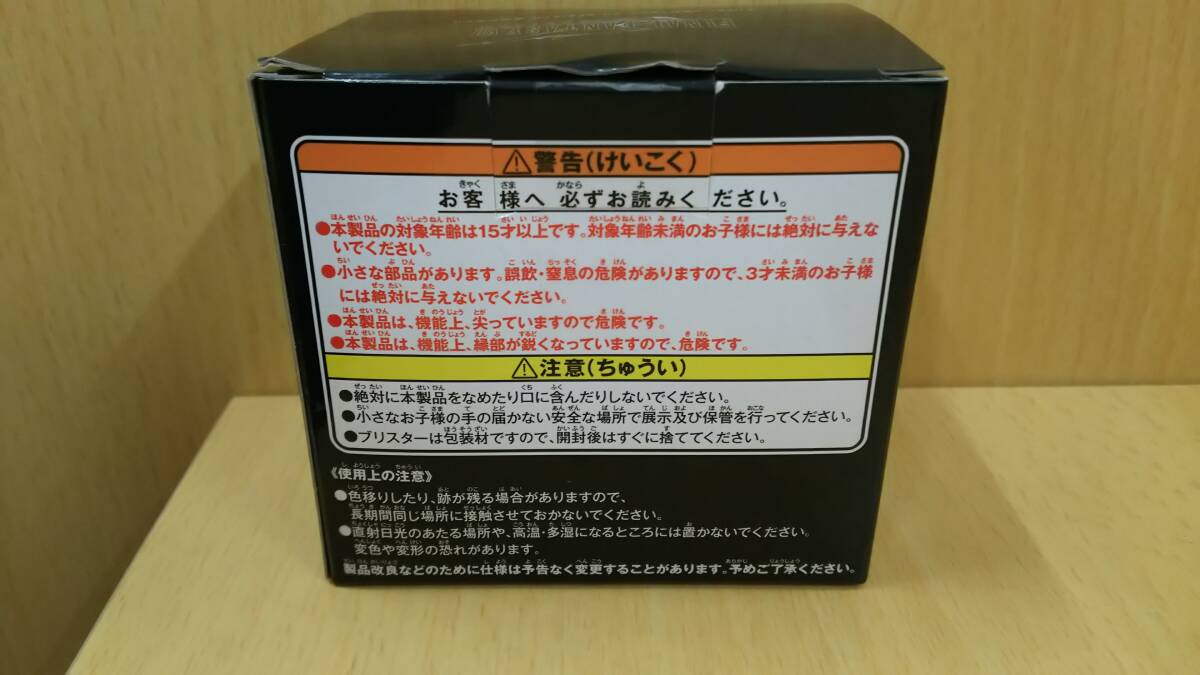 FINAL FANTASY
⚠警告(けいこく)
お客様へ 必ずお読みください。
●本製品の対象年齢は15才以上です。対象年齢未満のお子様には絶対に与えな
いでください。
●小さな部品があります。誤飲・窒息の危険がありますので、3才未満のお子様
には絶対に与えないでください。
●本製品は、機能上、尖っていますので危険です。
●本製品は、機能上、縁部が鋭くなっていますので、危険です。
⚠注意(ちゅうい)
●絶対に本製品をなめたり口に含んだりしないでください。
●小さなお子様の手の届かない安全な場所で展示及び保管を行ってください。
●ブリスターは包装材ですので、開封後はすぐに捨ててください。
《使用上の注意》
●色移りしたり、跡が残る場合がありますので、
長期間同じ場所に接触させておかないでください。
●直射日光のあたる場所や、高温・多湿になるところには置かないでください。
変色や変形の恐れがあります。
製品改良などのために仕様は予告なく変更することがあります。予めご了承ください。